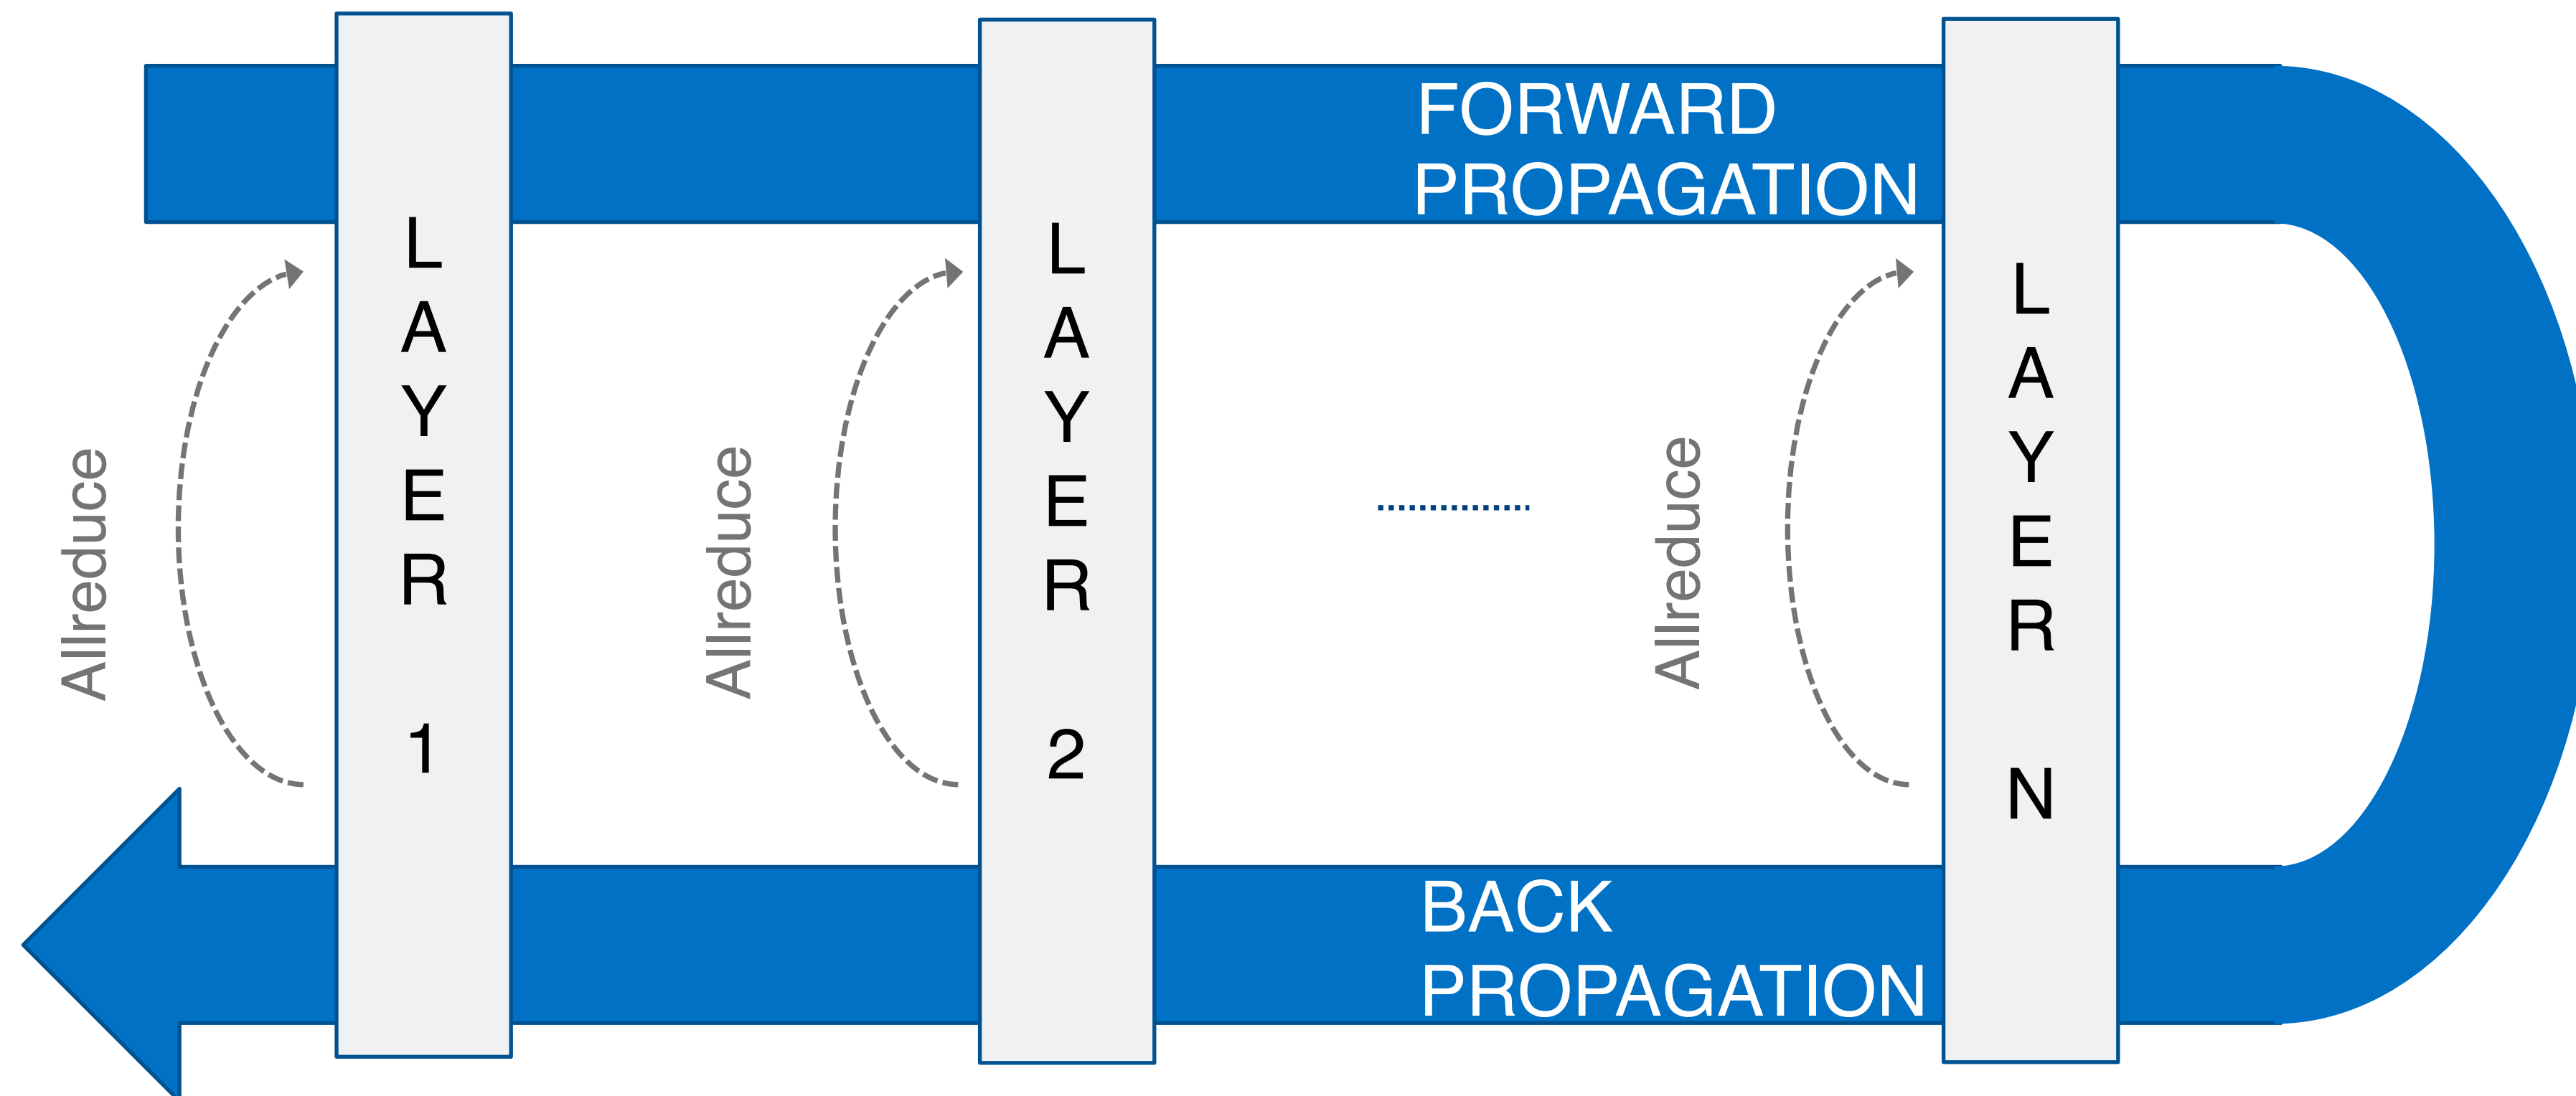 FORWARD
PROPAGATION
Allreduce
LAYER 1
Allreduce
LAYER 2
Allreduce
LAYER N
BACK
PROPAGATION